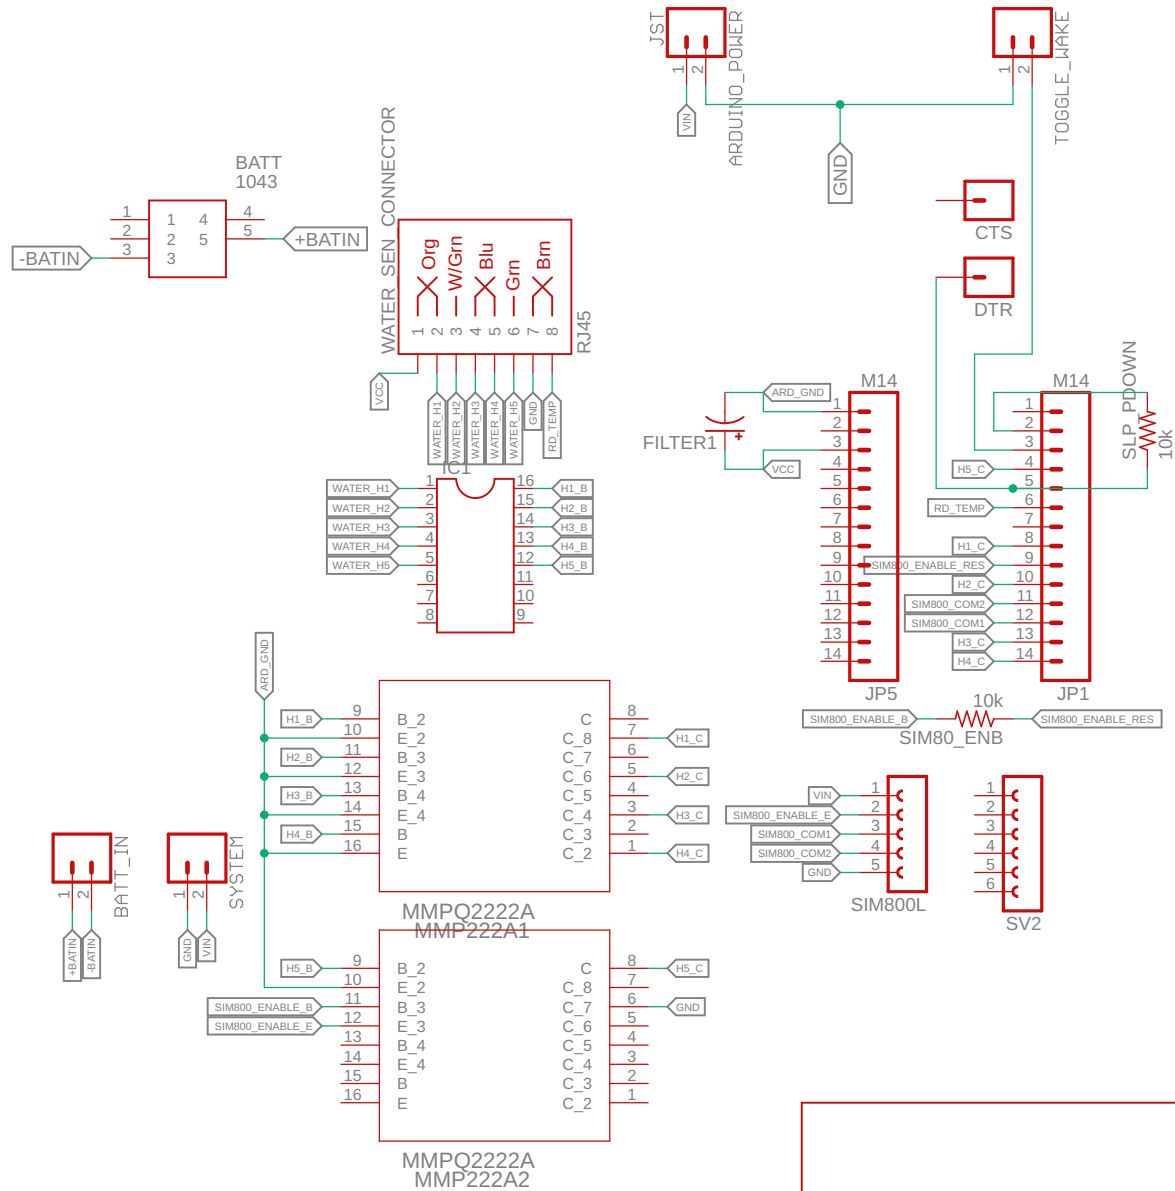 JST
1
2
ARDUINO_POWER
VIN
GND
1
2
TOGGLE_WAKE
CTS
DTR
BATT
1043
1
2
3
1
2
3
4
5
4
5
-BATIN
+BATIN
WATER SEN CONNECTOR
Org
W/Grn
Blu
Grn
Brn
1
2
3
4
5
6
7
8
RJ45
VCC
WATER_H1
WATER_H2
WATER_H3
WATER_H4
WATER_H5
GND
RD_TEMP
IC1
WATER_H1 1 16 H1_B
WATER_H2 2 15 H2_B
WATER_H3 3 14 H3_B
WATER_H4 4 13 H4_B
WATER_H5 5 12 H5_B
6 11
7 10
8 9
FILTER1
ARD_GND
VCC
M14
1
2
3
4
5
6
7
8
9
10
11
12
13
14
JP5
M14
1
2
3
H5_C 4
5
RD_TEMP 6
7
H1_C 8
SIM800_ENABLE_RES 9
H2_C 10
SIM800_COM2 11
SIM800_COM1 12
H3_C 13
H4_C 14
JP1
SLP_PDOWN
10k
10k
SIM800_ENABLE_B
SIM800_ENABLE_RES
SIM80_ENB
ARD_GND
H1_B 9 B_2 C 8
10 E_2 C_8 7 H1_C
H2_B 11 B_3 C_7 6
12 E_3 C_6 5 H2_C
H3_B 13 B_4 C_5 4
14 E_4 C_4 3 H3_C
H4_B 15 B C_3 2
16 E C_2 1 H4_C
MMPQ2222A
MMP222A1
H5_B 9 B_2 C 8 H5_C
10 E_2 C_8 7
SIM800_ENABLE_B 11 B_3 C_7 6 GND
SIM800_ENABLE_E 12 E_3 C_6 5
13 B_4 C_5 4
14 E_4 C_4 3
15 B C_3 2
16 E C_2 1
MMPQ2222A
MMP222A2
1
2
BATT_IN
+BATIN
-BATIN
1
2
SYSTEM
GND
VIN
VIN 1
SIM800_ENABLE_E 2
SIM800_COM1 3
SIM800_COM2 4
GND 5
SIM800L
1
2
3
4
5
6
SV2